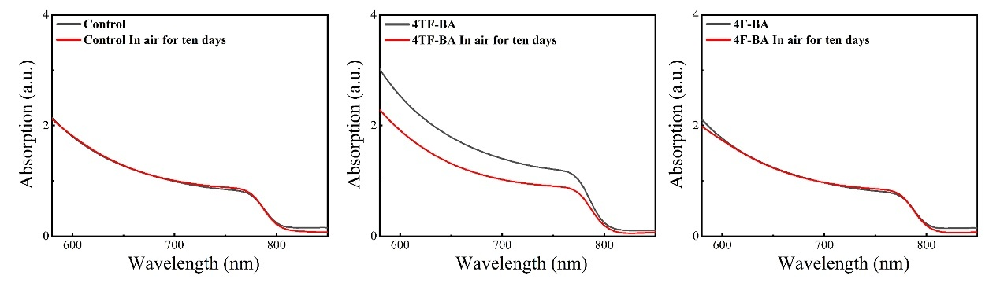 Absorption (a.u.)
4
2
0
Control
Control In air for ten days
600
700
800
Wavelength (nm)
Absorption (a.u.)
4
2
0
4TF-BA
4TF-BA In air for ten days
600
700
800
Wavelength (nm)
Absorption (a.u.)
4
2
0
4F-BA
4F-BA In air for ten days
600
700
800
Wavelength (nm)